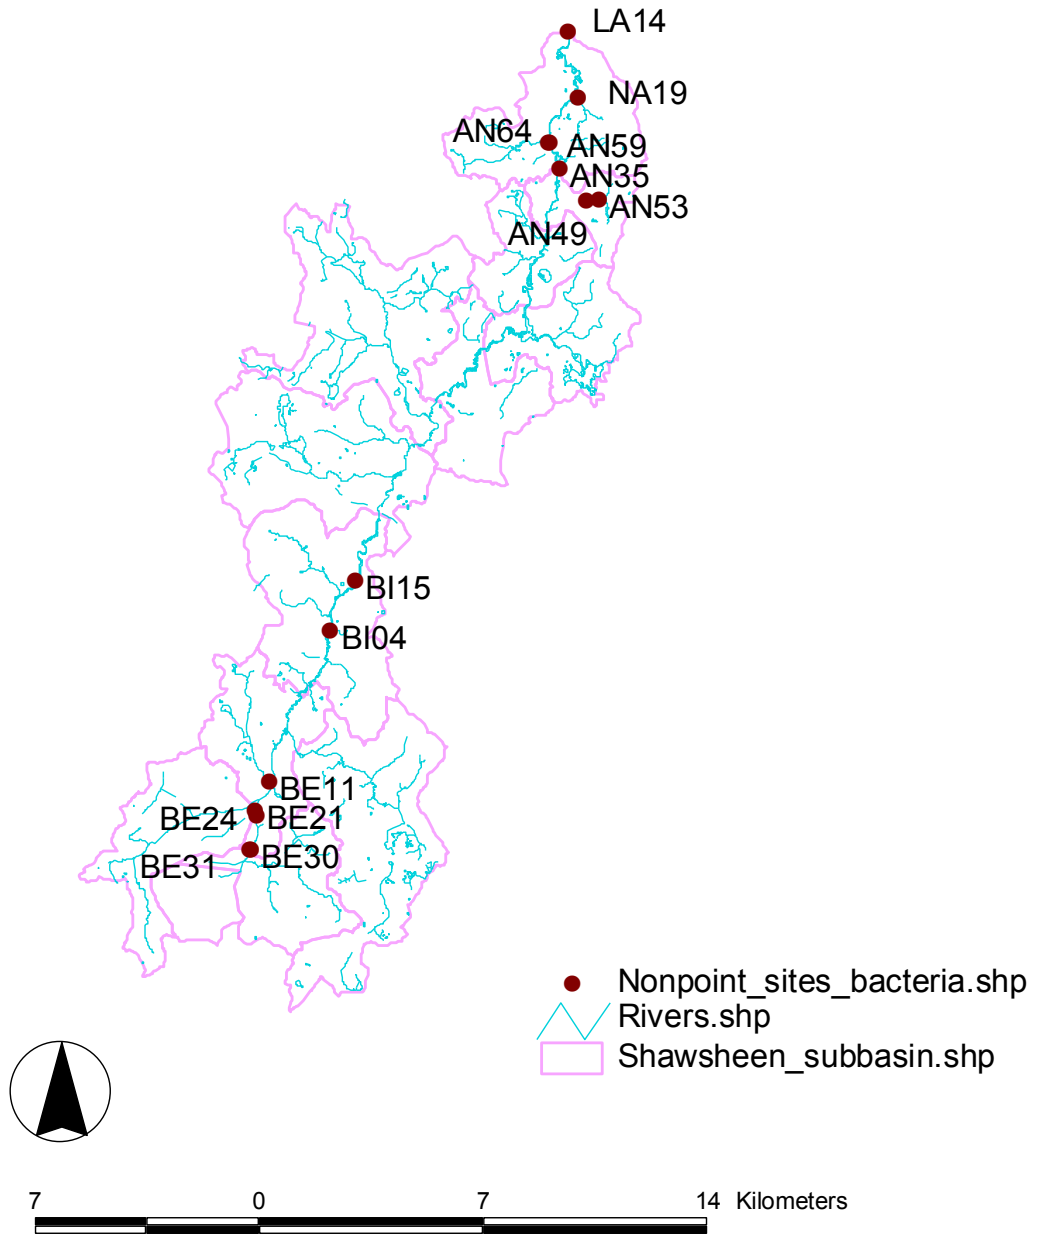 LA14
NA19
AN64
AN59
AN35
AN53
AN49
BI15
BI04
BE11
BE24
BE21
BE31
BE30
Nonpoint_sites_bacteria.shp
Rivers.shp
Shawsheen_subbasin.shp
7 0 7 14 Kilometers